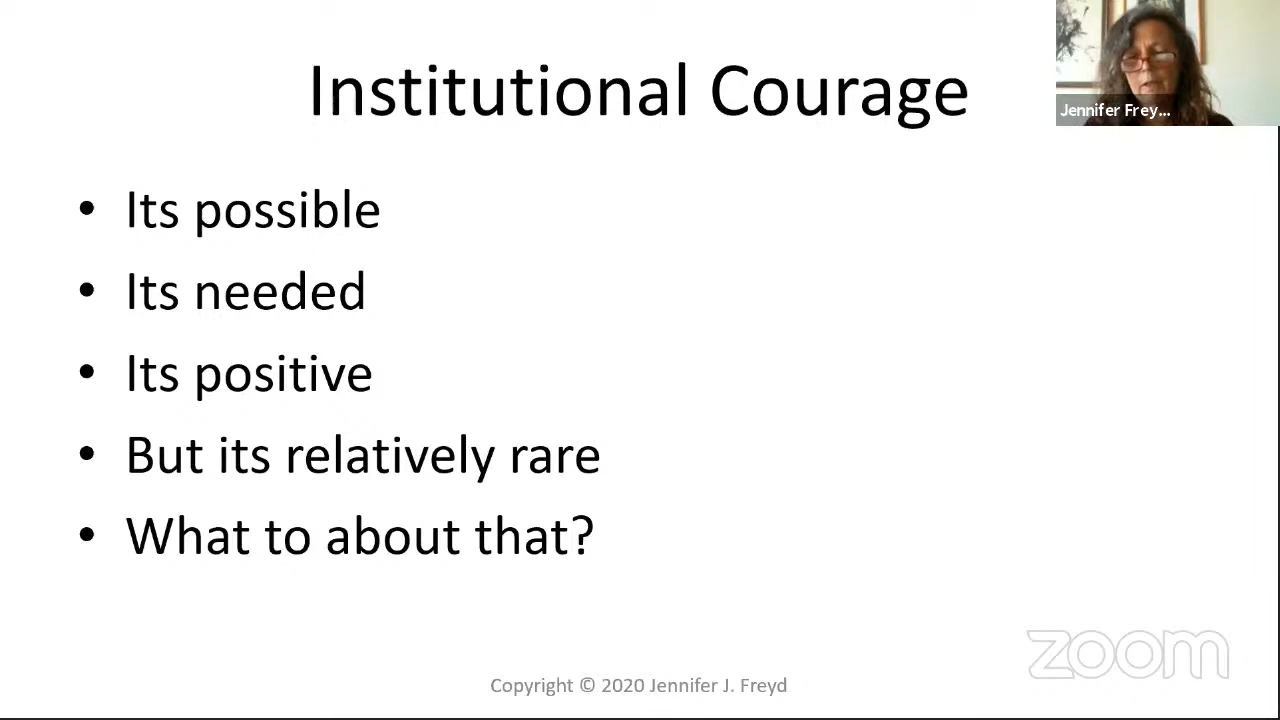 Institutional Courage
Jennifer Frey...
• Its possible
• Its needed
• Its positive
• But its relatively rare
• What to about that?
zoom
Copyright © 2020 Jennifer J. Freyd